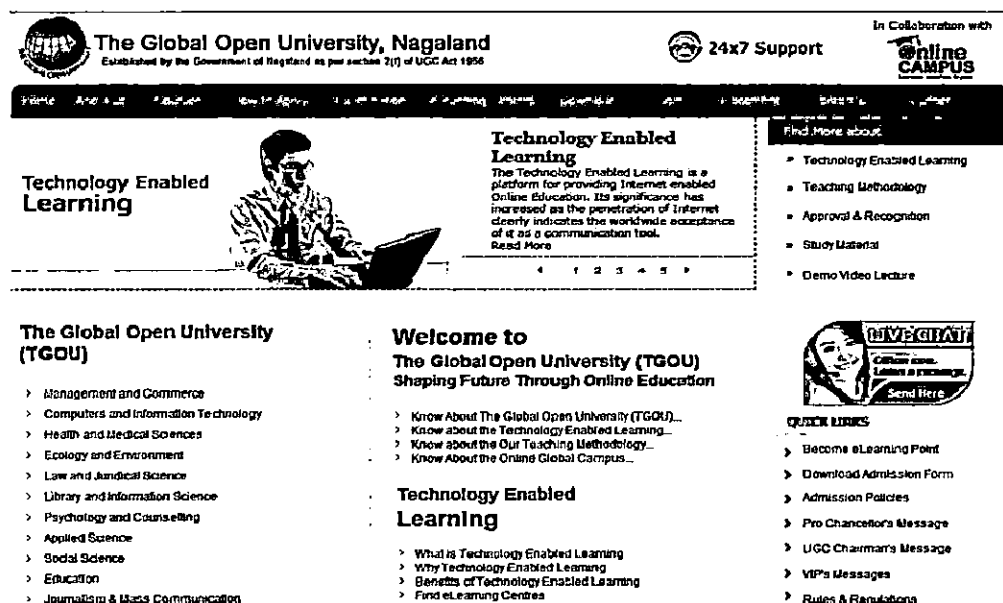 The Global Open University, Nagaland
Established by the Government of Nagaland as per section 2(f) of UGC Act 1956
24x7 Support
In Collaboration with
Online
CAMPUS
Home
Technology Enabled
Learning
Technology Enabled
Learning
The Technology Enabled Learning is a
platform for providing Internet enabled
Online Education. Its significance has
increased as the penetration of Internet
clearly indicates the worldwide acceptance
of it as a communication tool.
Read More
1 2 3 4 5
Find More about
Technology Enabled Learning
Teaching Methodology
Approval & Recognition
Study Material
Demo Video Lecture
The Global Open University
(TGOU)
Management and Commerce
Computers and Information Technology
Health and Medical Sciences
Ecology and Environment
Law and Juridical Science
Library and Information Science
Psychology and Counselling
Applied Science
Social Science
Education
Journalism & Mass Communication
Welcome to
The Global Open University (TGOU)
Shaping Future Through Online Education
Know About The Global Open University (TGOU)...
Know about the Technology Enabled Learning...
Know about the Our Teaching Methodology...
Know About the Online Global Campus...
Technology Enabled
Learning
What is Technology Enabled Learning
Why Technology Enabled Learning
Benefits of Technology Enabled Learning
Find eLearning Centres
LIVE CHAT
Offline now.
Leave a message.
Send Here
QUICK LINKS
Become eLearning Point
Download Admission Form
Admission Policies
Pro Chancellor's Message
UGC Chairman's Message
VIP's Messages
Rules & Regulations